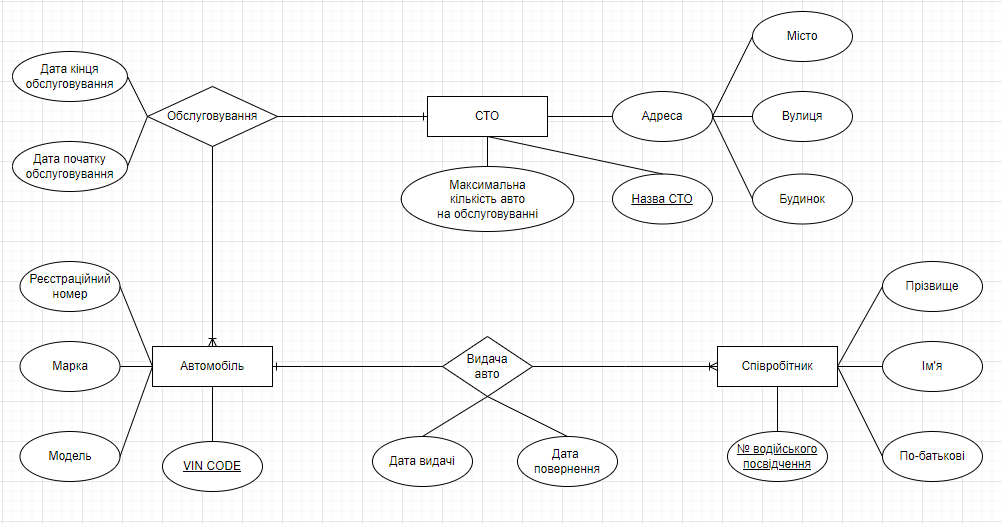 Місто
Дата кінця
обслуговування
Обслуговування
СТО
Адреса
Вулиця
Дата початку
обслуговування
Максимальна
кількість авто
на обслуговуванні
Назва СТО
Будинок
Реєстраційний
номер
Прізвище
Марка
Автомобіль
Видача
авто
Співробітник
Ім'я
Модель
VIN CODE
Дата видачі
Дата
повернення
№ водійського
посвідчення
По-батькові